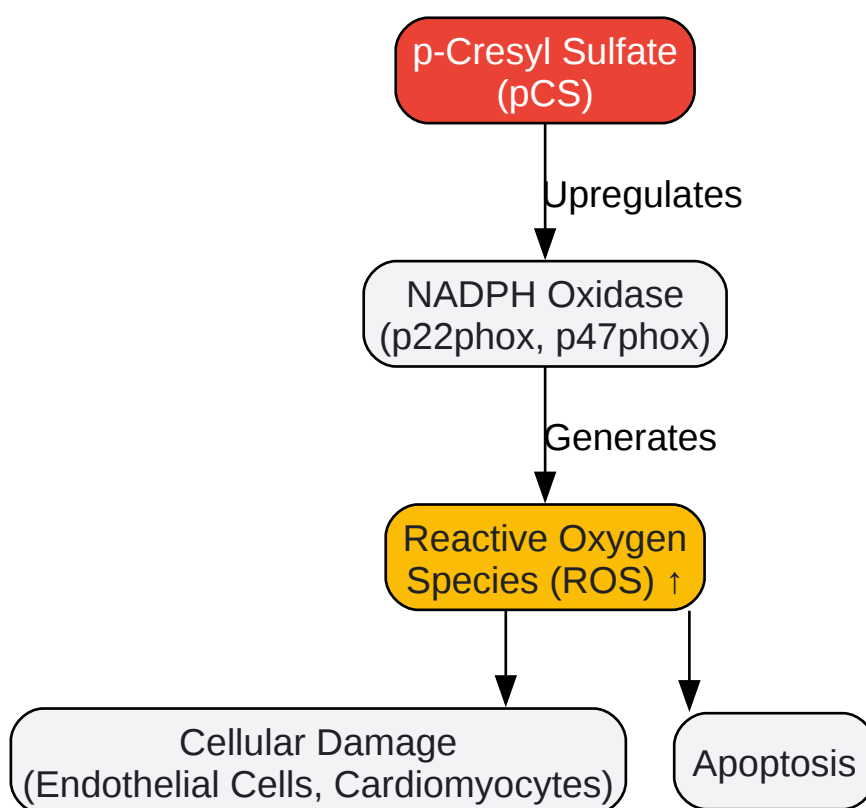 p-Cresyl Sulfate
(pCS)
Upregulates
NADPH Oxidase
(p22phox, p47phox)
Generates
Reactive Oxygen
Species (ROS) ↑
Cellular Damage
(Endothelial Cells, Cardiomyocytes)
Apoptosis